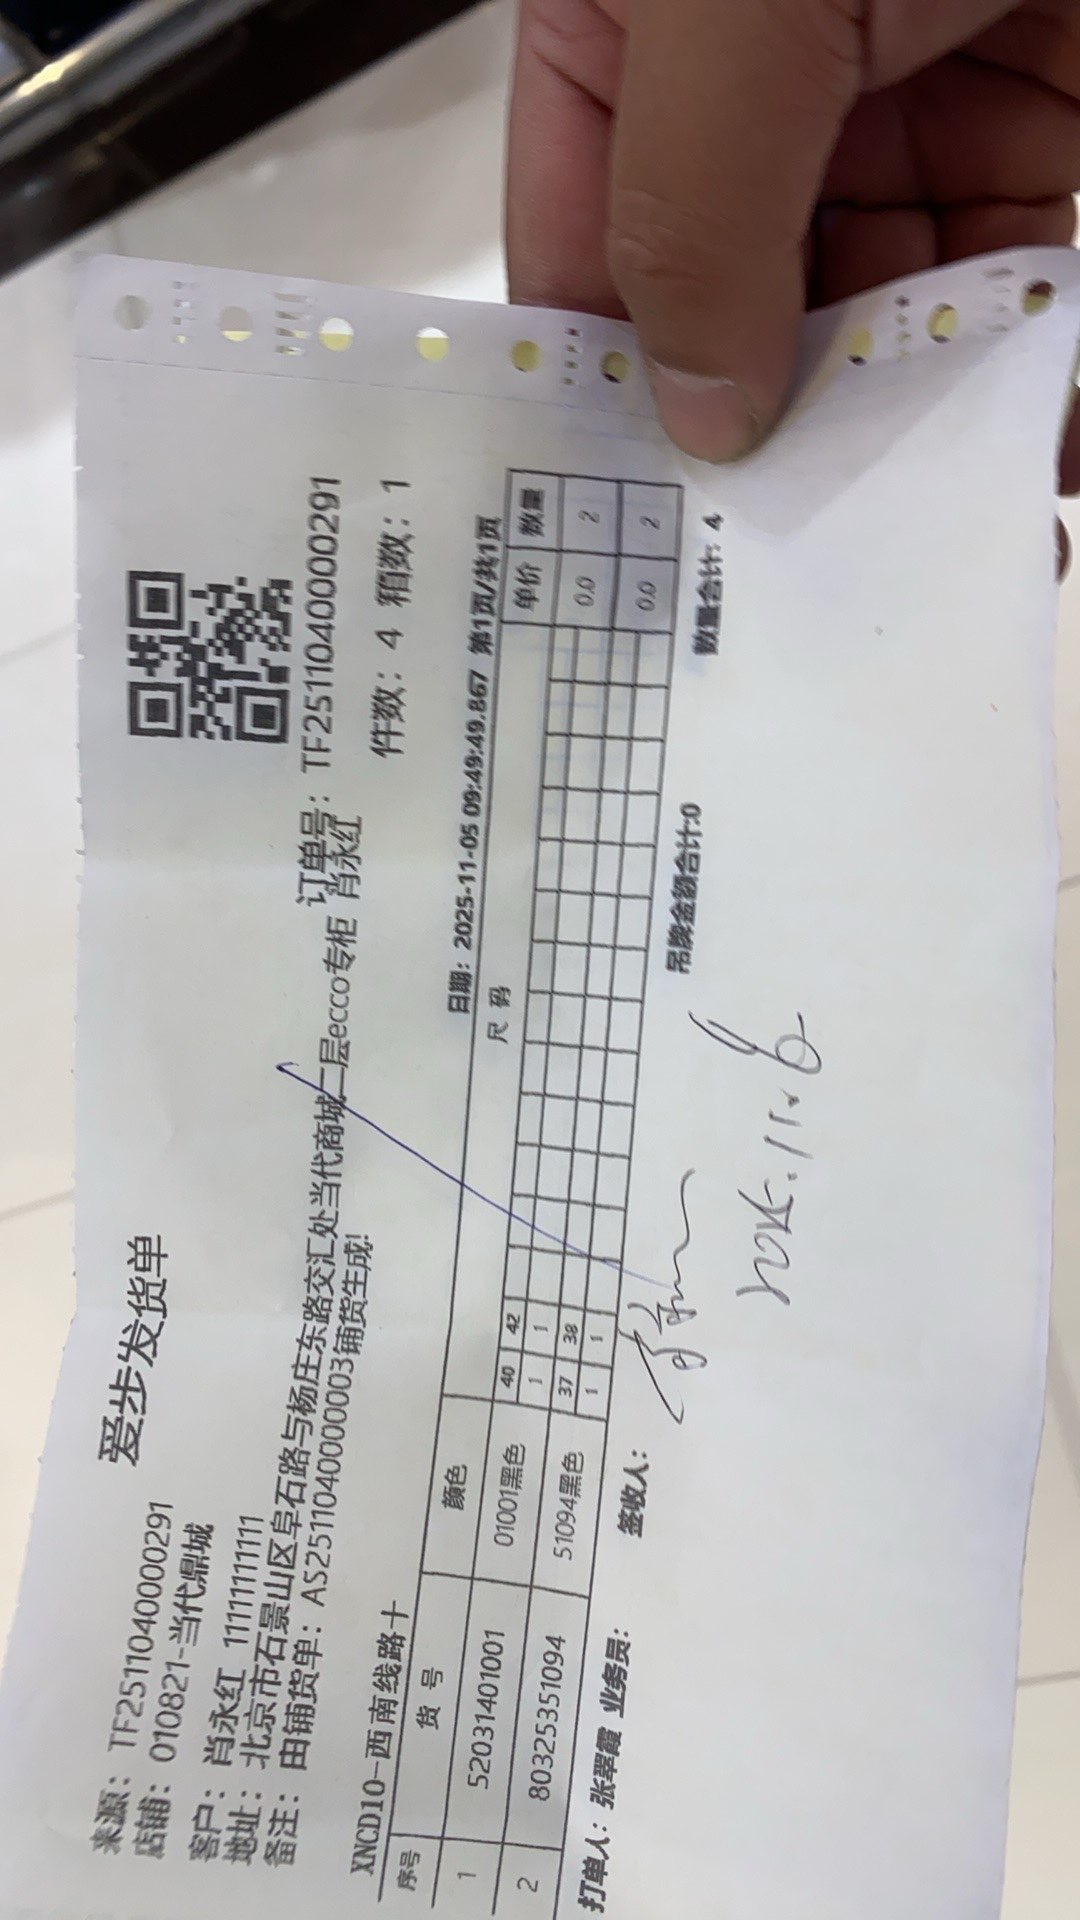 爱步发货单
来源：TF2511040000291
店铺：010821-当代鼎城
订单号：TF2511040000291
客户：肖永红 11111111111
件数：4 箱数：1
地址：北京市石景山区阜石路与杨庄东路交汇处当代商城二层ecco专柜 肖永红
备注：由铺货单：AS2511040000003铺货生成!
XNCD10-西南线路十
日期：2025-11-05 09:49:49.867 第1页/共1页
序号 货号 颜色 尺码 单价 数量
40 42
1 52031401001 01001黑色 1 1 0.0 2
37 38
2 80325351094 51094黑色 1 1 0.0 2
打单人：张翠霞 业务员： 签收人： 吊牌金额合计:0 数量合计：4
2025.11.6